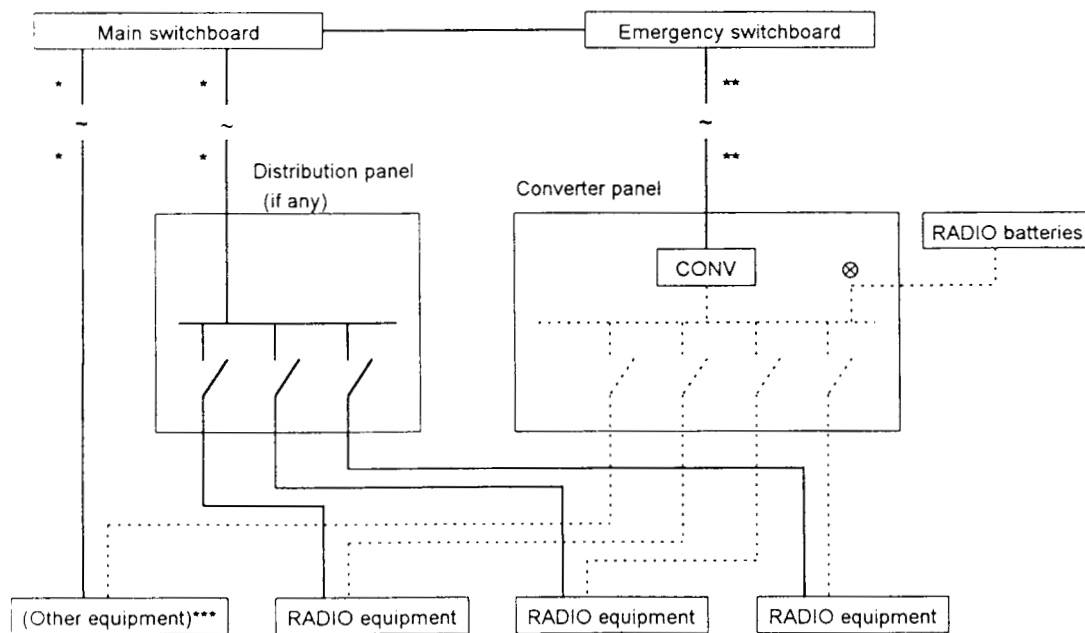 Main switchboard
Emergency switchboard
* * **
~ ~ ~
* * **
Distribution panel
(if any)
Converter panel
RADIO batteries
CONV
(Other equipment)***
RADIO equipment
RADIO equipment
RADIO equipment